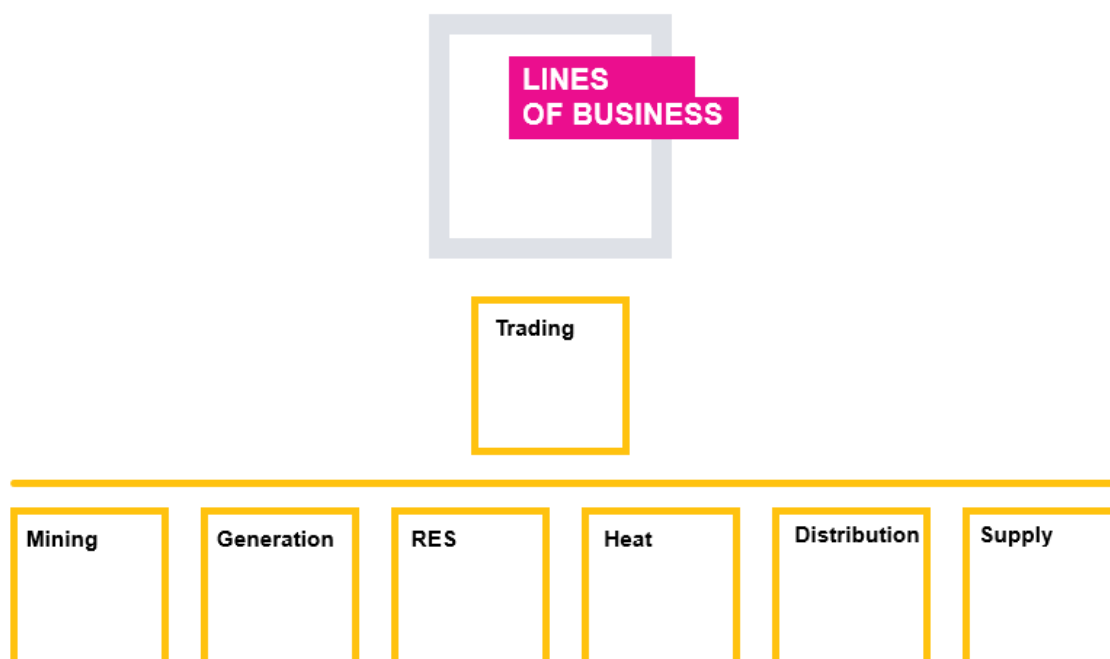 LINES
OF BUSINESS
Trading
Mining
Generation
RES
Heat
Distribution
Supply